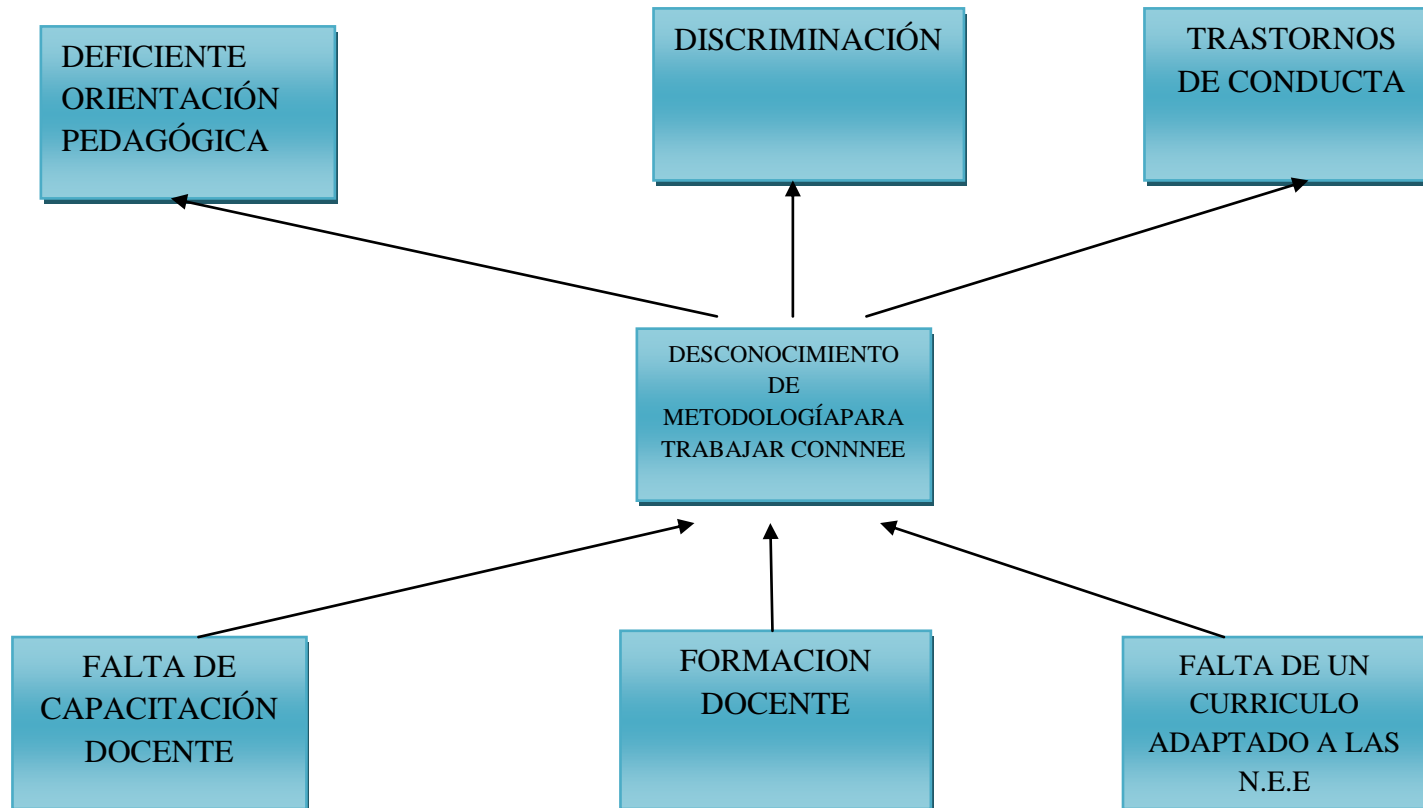 DEFICIENTE
ORIENTACIÓN
PEDAGÓGICA
DISCRIMINACIÓN
TRASTORNOS
DE CONDUCTA
DESCONOCIMIENTO
DE
METODOLOGÍAPARA
TRABAJAR CONNNEE
FALTA DE
CAPACITACIÓN
DOCENTE
FORMACION
DOCENTE
FALTA DE UN
CURRICULO
ADAPTADO A LAS
N.E.E